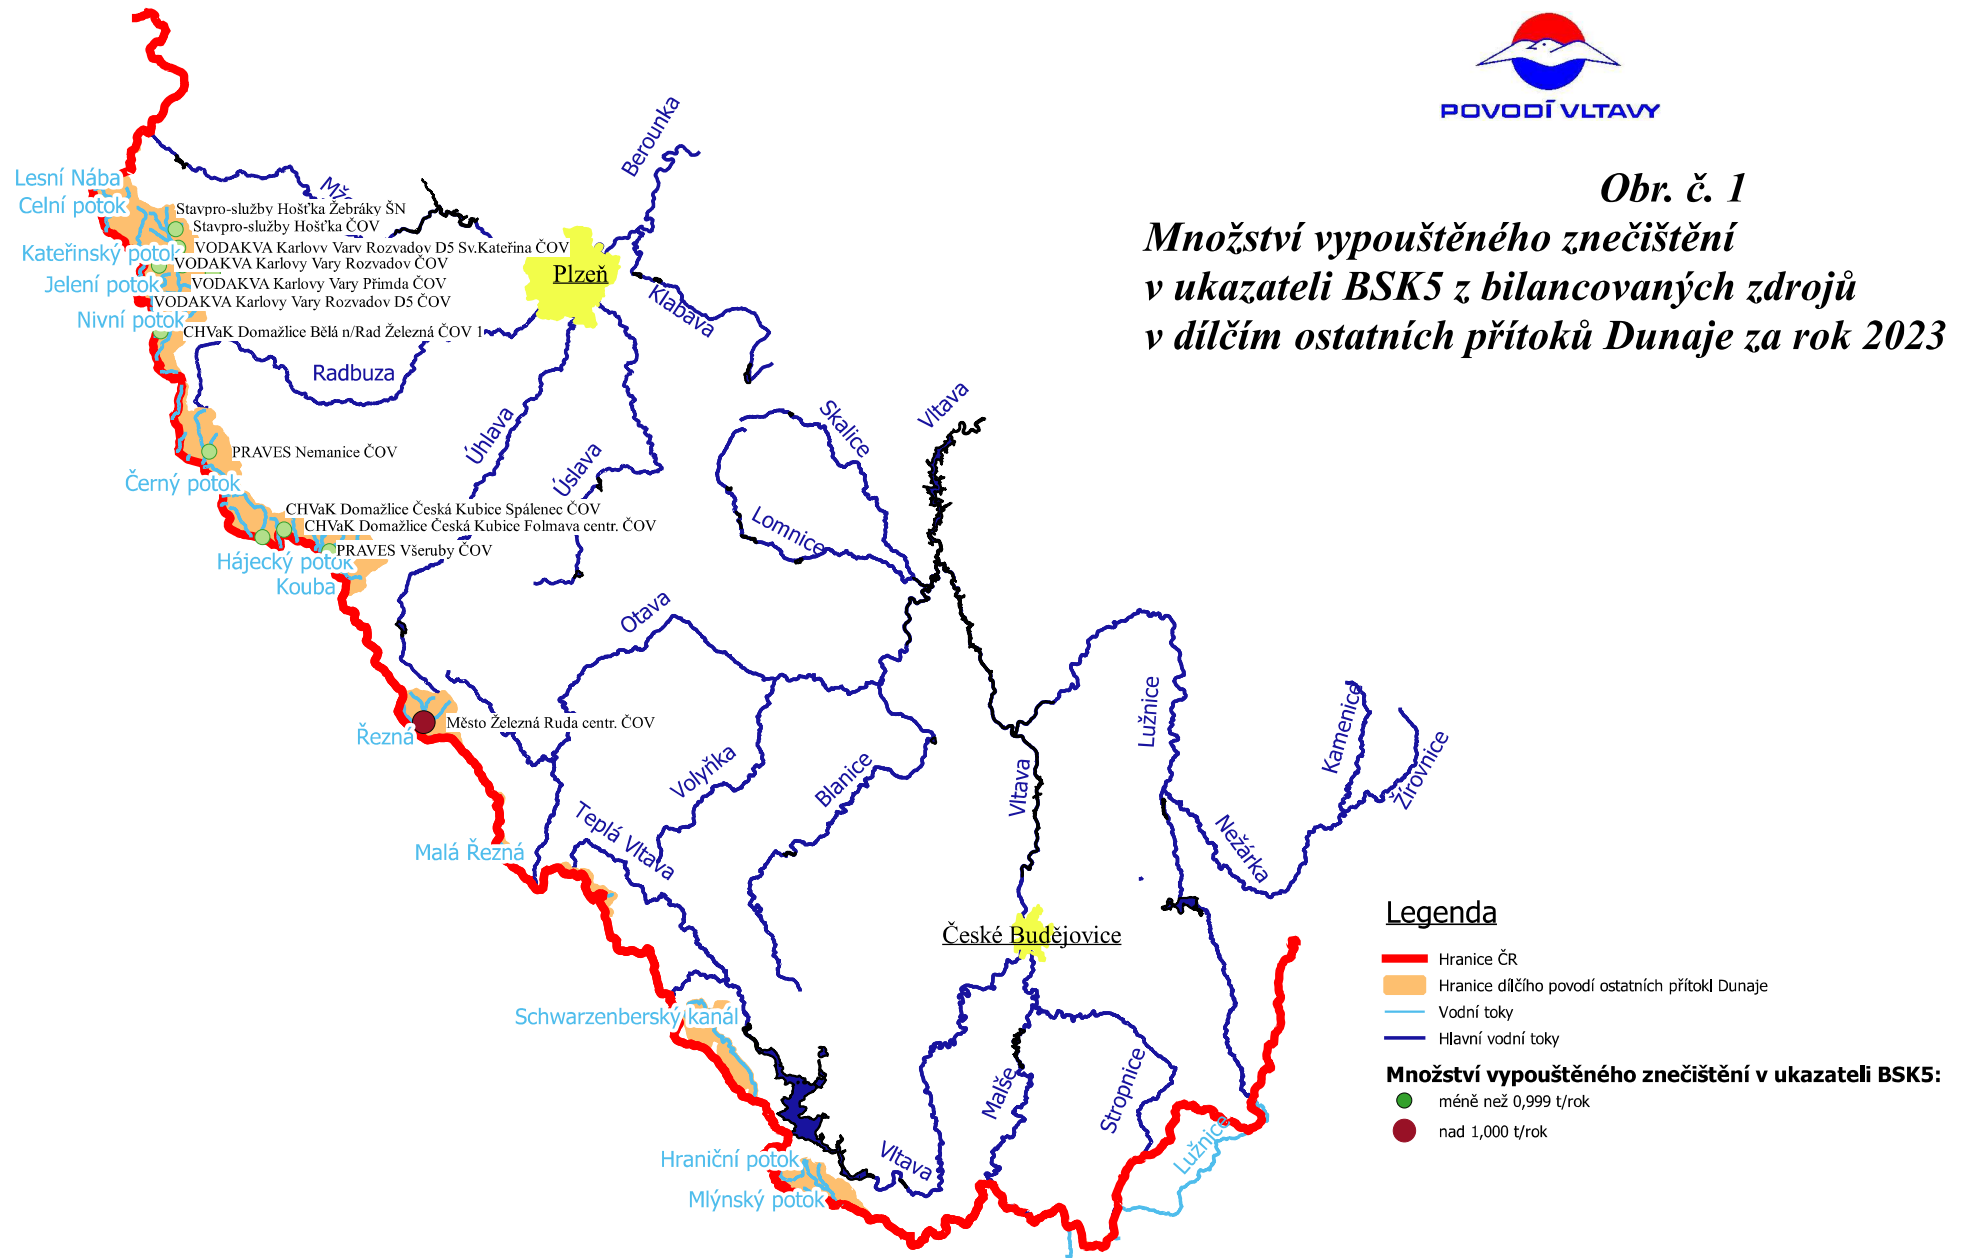 POVODÍ VLTAVY
Obr. č. 1
Množství vypouštěného znečištění
v ukazateli BSK5 z bilancovaných zdrojů
v dílčím ostatních přítoků Dunaje za rok 2023
Berounka
Lesní Nába
Mž
Celní potok
Stavpro-služby Hošťka Žebráky ŠN
Stavpro-služby Hošťka ČOV
Kateřinský potok
VODAKVA Karlovy Vary Rozvadov D5 Sv.Kateřina ČOV
VODAKVA Karlovy Vary Rozvadov ČOV
Plzeň
Jelení potok
VODAKVA Karlovy Vary Přimda ČOV
VODAKVA Karlovy Vary Rozvadov D5 ČOV
Klabava
Nivní potok
CHVaK Domažlice Bělá n/Rad Železná ČOV 1
Radbuza
Úhlava
Skalice
Vltava
PRAVES Nemanice ČOV
Úslava
Černý potok
CHVaK Domažlice Česká Kubice Spálenec ČOV
CHVaK Domažlice Česká Kubice Folmava centr. ČOV
Lomnice
PRAVES Všeruby ČOV
Hájecký potok
Kouba
Otava
Lužnice
Kamenice
Žirovnice
Město Železná Ruda centr. ČOV
Řezná
Volyňka
Blanice
Vltava
Teplá Vltava
Malá Řezná
Nežárka
České Budějovice
Schwarzenberský kanál
Malše
Stropnice
Lužnice
Vltava
Hraniční potok
Mlýnský potok
Legenda
Hranice ČR
Hranice dílčího povodí ostatních přítokl Dunaje
Vodní toky
Hlavní vodní toky
Množství vypouštěného znečištění v ukazateli BSK5:
méně než 0,999 t/rok
nad 1,000 t/rok